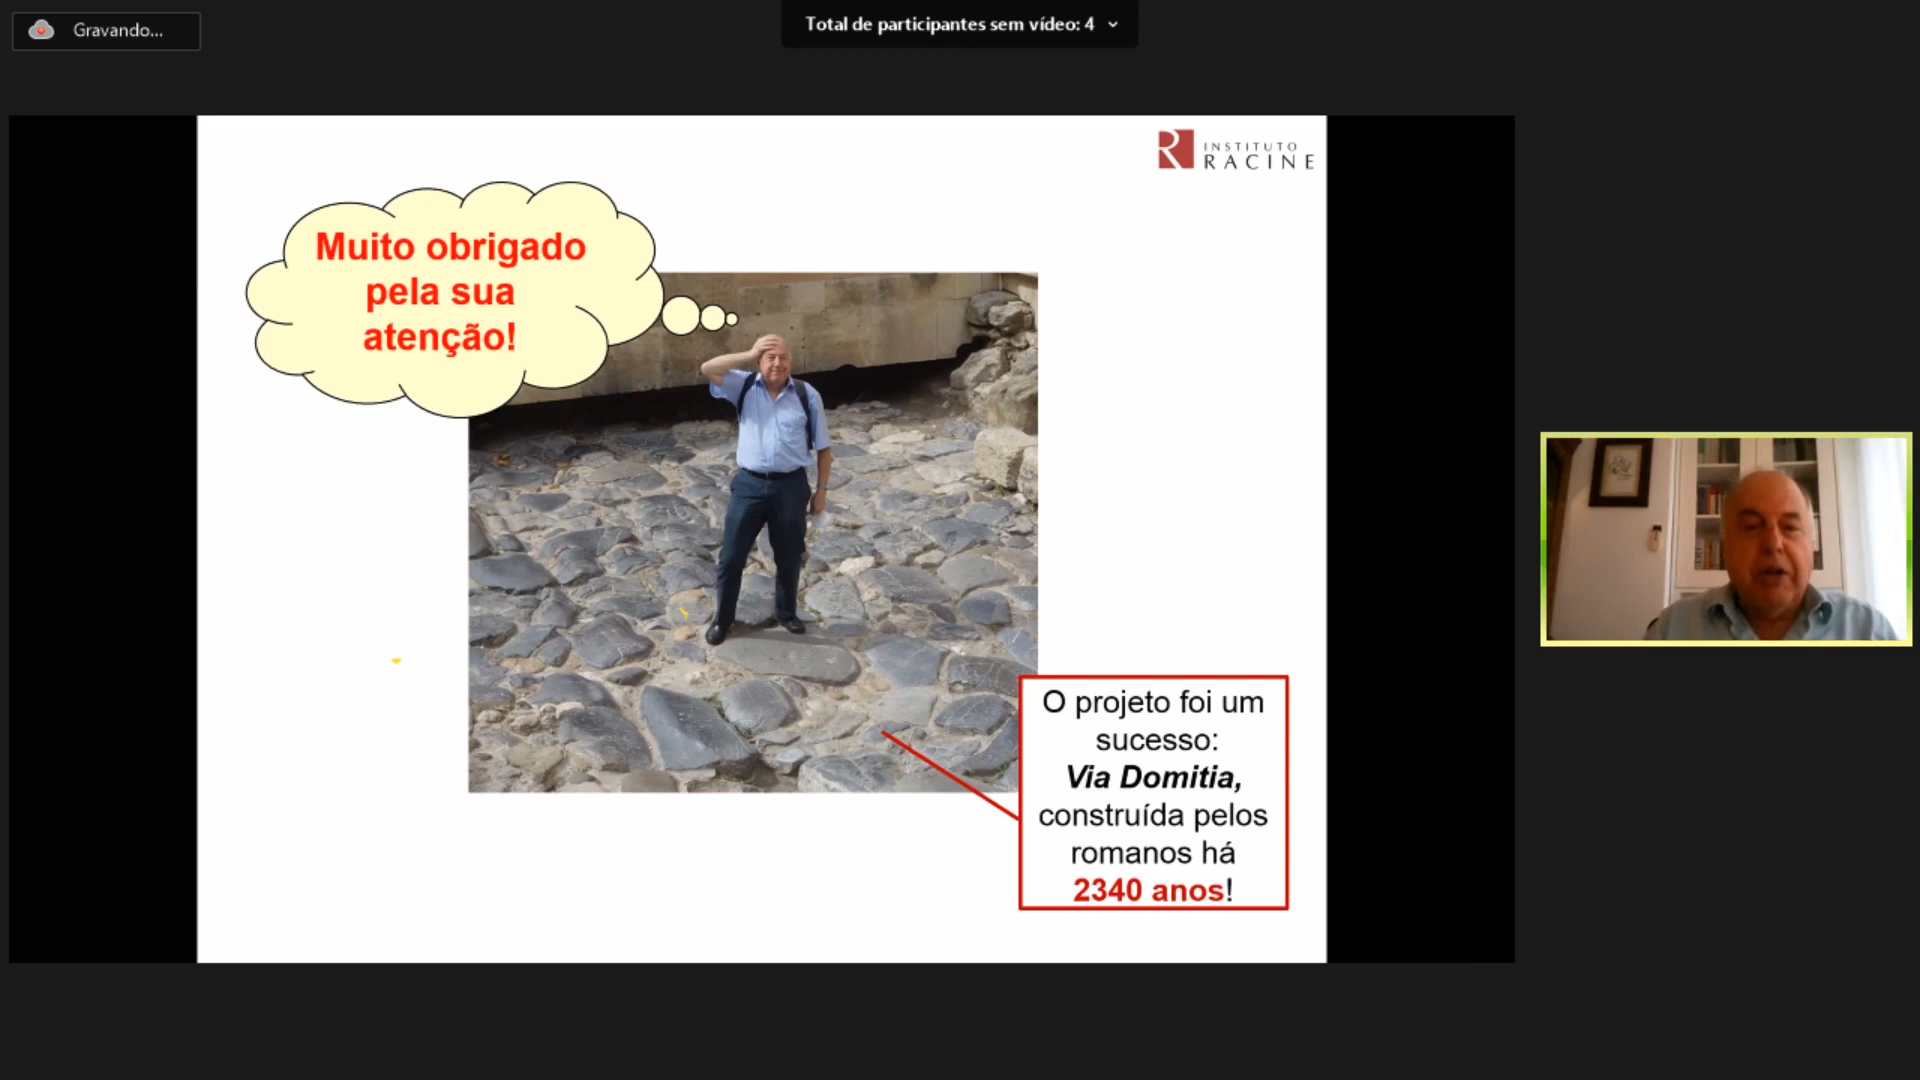 Gravando...
Total de participantes sem vídeo: 4
INSTITUTO
RACINE
Muito obrigado
pela sua
atenção!
O projeto foi um
sucesso:
Via Domitia,
construída pelos
romanos há
2340 anos!